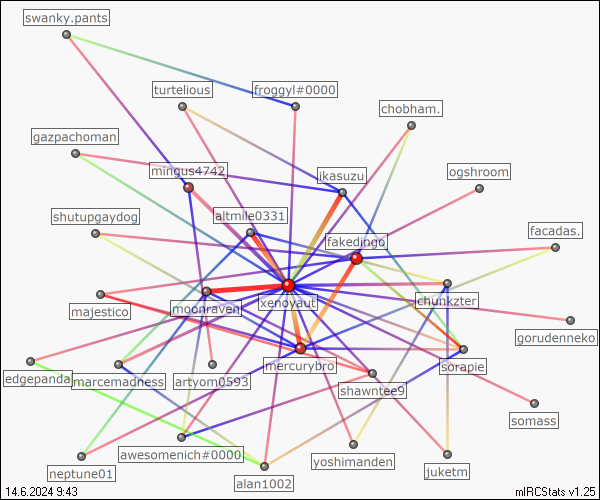 swanky.pants
turtelious
froggyl#0000
chobham.
gazpachoman
mingus4742
ikasuzu
ogshroom
shutupgaydog
altmile0331
fakedingo
facadas.
majestico
moonraven
xenoyaut
chunkzter
gorudenneko
edgepanda
marcemadness
artyom0593
mercurybro
shawntee9
sorapie
somass
neptune01
awesomenich#0000
alan1002
yoshimanden
juketm
14.6.2024 9:43
mIRCStats v1.25